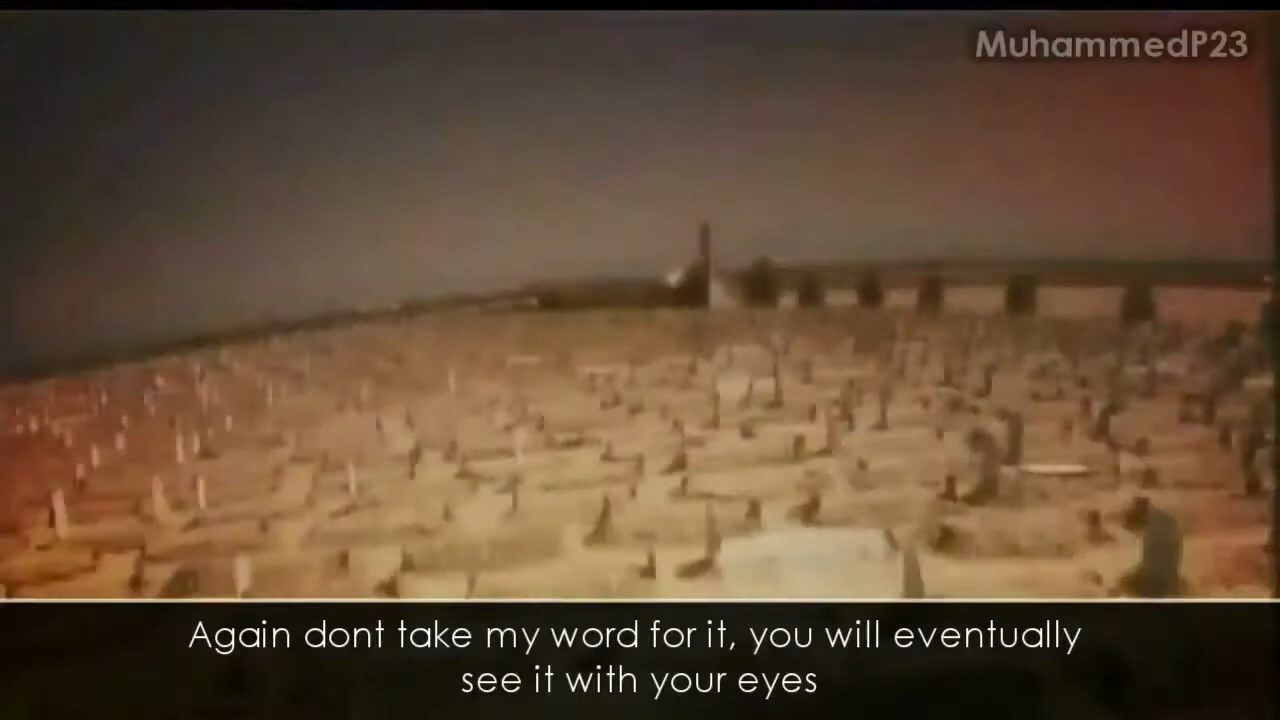 MuhammedP23
Again dont take my word for it, you will eventually
see it with your eyes